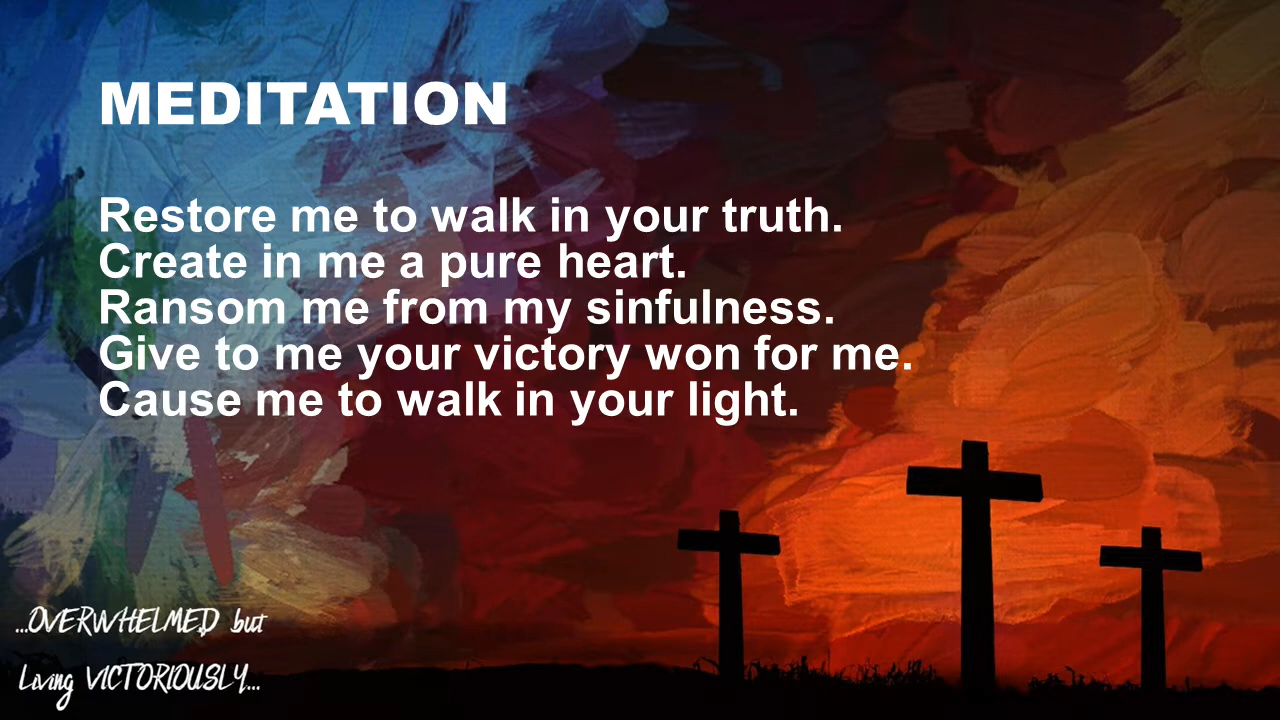 MEDITATION
Restore me to walk in your truth.
Create in me a pure heart.
Ransom me from my sinfulness.
Give to me your victory won for me.
Cause me to walk in your light.
...OVERWHELMED but
Living VICTORIOUSLY...